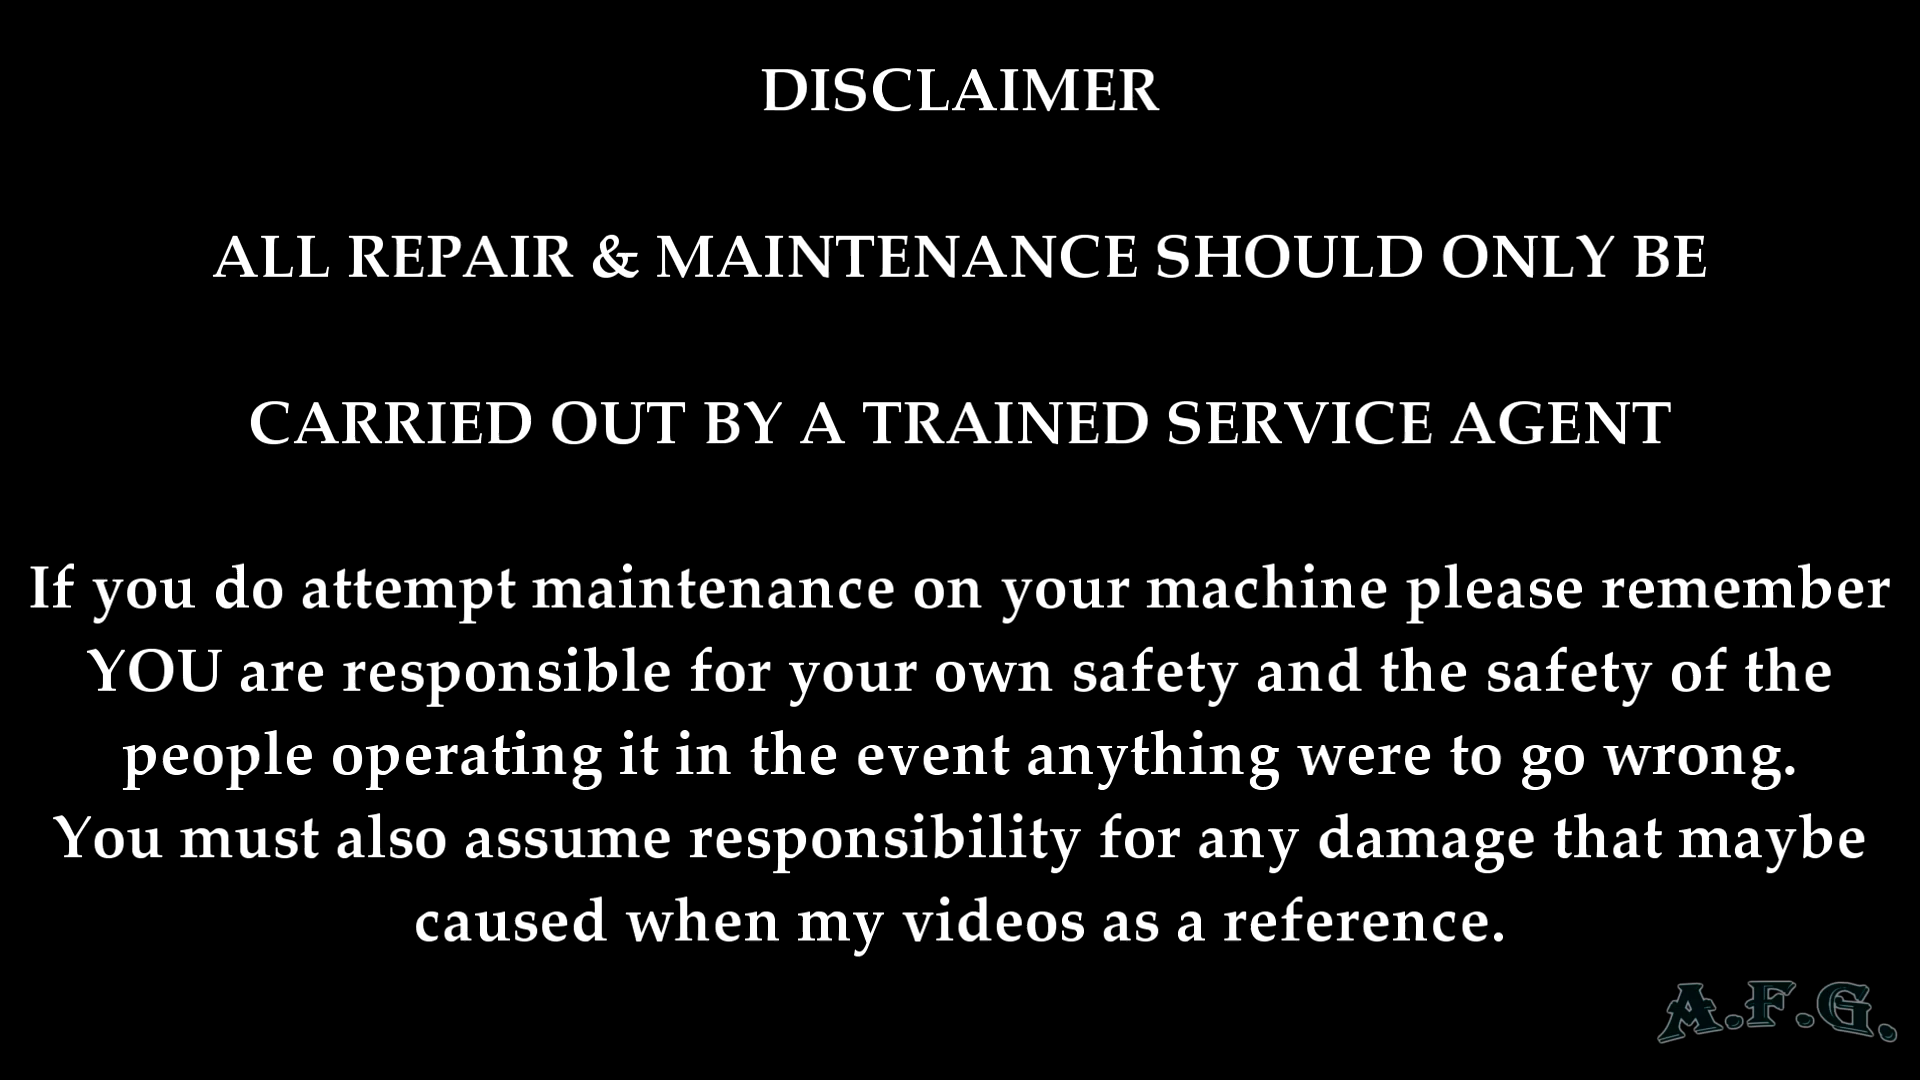 DISCLAIMER
ALL REPAIR & MAINTENANCE SHOULD ONLY BE
CARRIED OUT BY A TRAINED SERVICE AGENT
If you do attempt maintenance on your machine please remember
YOU are responsible for your own safety and the safety of the
people operating it in the event anything were to go wrong.
You must also assume responsibility for any damage that maybe
caused when my videos as a reference.
A.F.G.